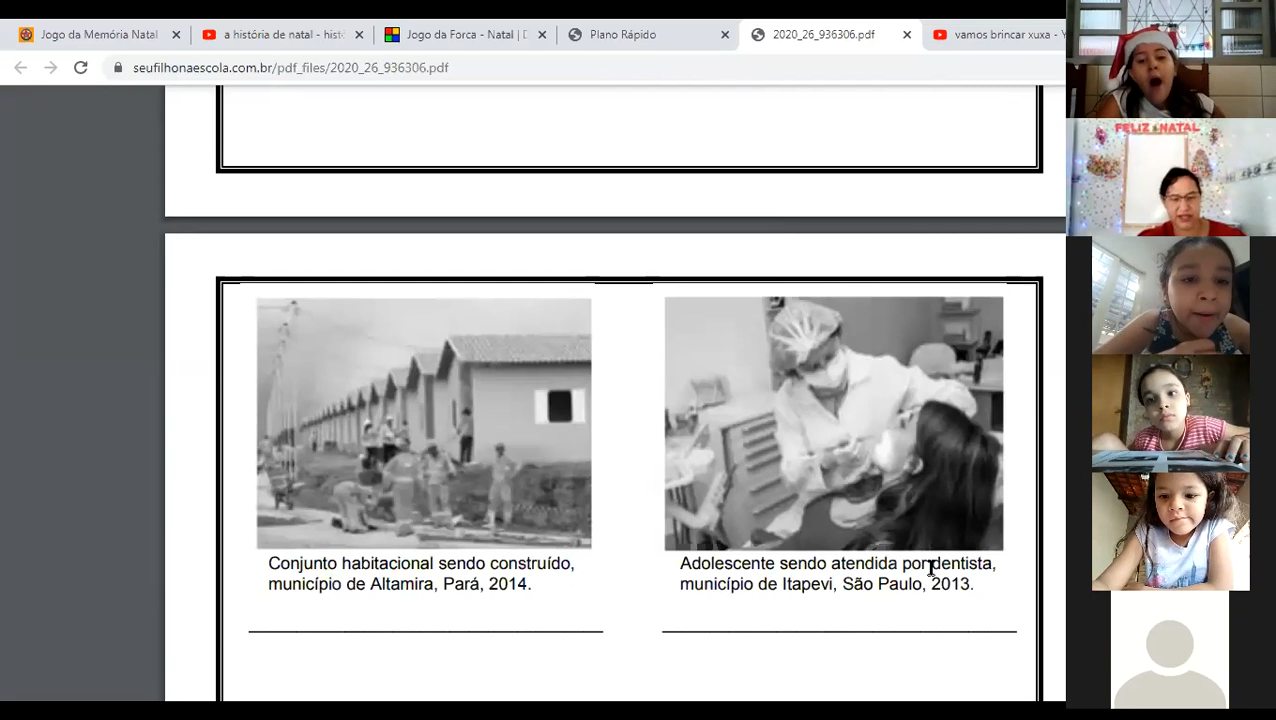 Jogo da Memória Natal
a história de natal - hist
Jogo da Natal | D
Plano Rápido
2020_26_936306.pdf
vamos brincar xuxa - Y
seufilhonaescola.com.br/pdf_files/2020_26_936306.pdf
FELIZ NATAL
Conjunto habitacional sendo construído,
município de Altamira, Pará, 2014.
Adolescente sendo atendida por dentista,
município de Itapevi, São Paulo, 2013.